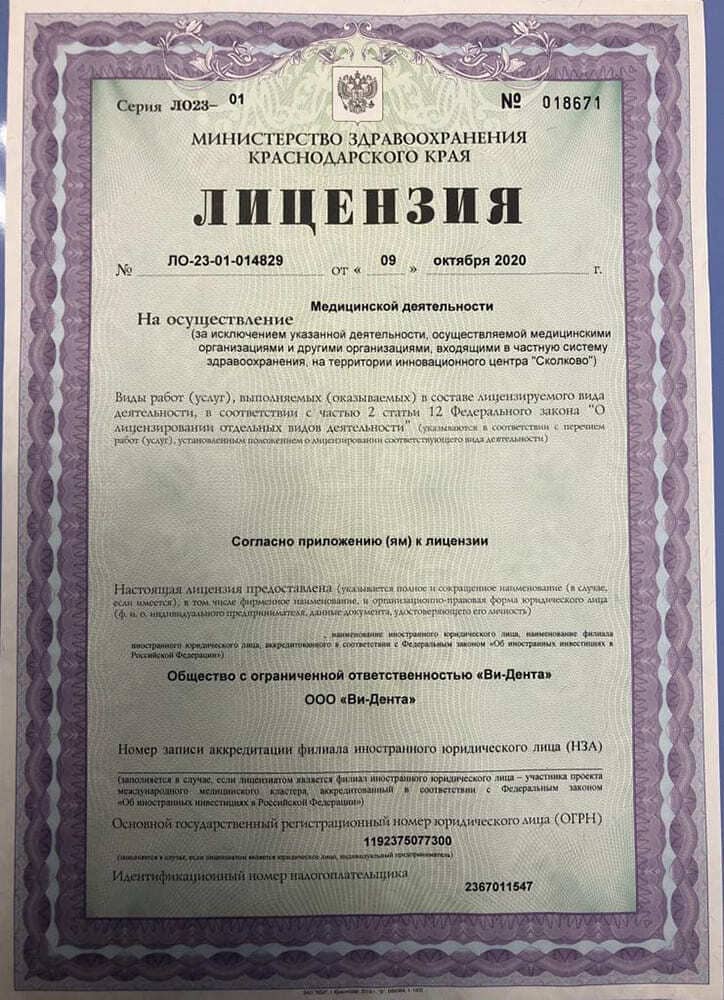 Серия ЛО23– 01 № 018671
МИНИСТЕРСТВО ЗДРАВООХРАНЕНИЯ
КРАСНОДАРСКОГО КРАЯ
ЛИЦЕНЗИЯ
№ ЛО-23-01-014829 от « 09 » октября 2020 г.
Медицинской деятельности
На осуществление
(за исключением указанной деятельности, осуществляемой медицинскими
организациями и другими организациями, входящими в частную систему
здравоохранения, на территории инновационного центра "Сколково")
Виды работ (услуг), выполняемых (оказываемых) в составе лицензируемого вида
деятельности, в соответствии с частью 2 статьи 12 Федерального закона "О
лицензировании отдельных видов деятельности" (указываются в соответствии с перечнем
работ (услуг), установленным положением о лицензировании соответствующего вида деятельности)
Согласно приложению (ям) к лицензии
Настоящая лицензия предоставлена (указывается полное и сокращенное наименование (в случае,
если имеется), в том числе фирменное наименование, и организационно-правовая форма юридического лица
(ф. и. о. индивидуального предпринимателя, данные документа, удостоверяющего его личность)
, наименование иностранного юридического лица, наименование филиала
иностранного юридического лица, аккредитованного в соответствии с Федеральным законом «Об иностранных инвестициях в
Российской Федерации»)
Общество с ограниченной ответственностью «Ви-Дента»
ООО «Ви-Дента»
Номер записи аккредитации филиала иностранного юридического лица (НЗА)
(заполняется в случае, если лицензиатом является филиал иностранного юридического лица – участника проекта
международного медицинского кластера, аккредитованный в соответствии с Федеральным законом
«Об иностранных инвестициях в Российской Федерации»)
Основной государственный регистрационный номер юридического лица (ОГРН)
1192375077300
(заполняется в случае, если лицензиатом является юридическое лицо, индивидуальный предприниматель)
Идентификационный номер налогоплательщика
2367011547